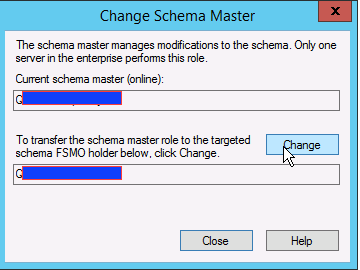 Change Schema Master
x
The schema master manages modifications to the schema. Only one
server in the enterprise performs this role.
Current schema master (online):
To transfer the schema master role to the targeted
schema FSMO holder below, click Change.
Change
Close
Help